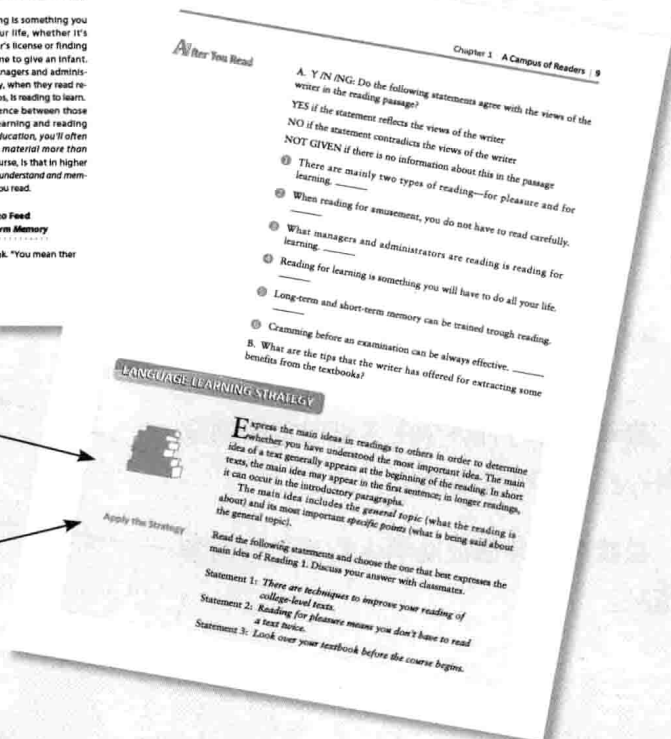 ng is something you
ur life, whether it's
r's license or finding
ne to give an infant.
nagers and adminis-
y, when they read re-
os, is reading to learn.
ence between those
earning and reading
ducation, you'll often
material more than
urse, is that in higher
understand and mem-
ou read.
o Feed
rm Memory
k. "You mean ther
Chapter 1 A Campus of Readers | 9
After You Read
A. Y /N /NG: Do the following statements agree with the views of the
writer in the reading passage?
YES if the statement reflects the views of the writer
NO if the statement contradicts the views of the writer
NOT GIVEN if there is no information about this in the passage
1 There are mainly two types of reading—for pleasure and for
learning. ______
2 When reading for amusement, you do not have to read carefully.
______
3 What managers and administrators are reading is reading for
learning. ______
4 Reading for learning is something you will have to do all your life.
______
5 Long-term and short-term memory can be trained trough reading.
______
6 Cramming before an examination can be always effective. ______
B. What are the tips that the writer has offered for extracting some
benefits from the textbooks?
LANGUAGE LEARNING STRATEGY
Express the main ideas in readings to others in order to determine
whether you have understood the most important idea. The main
idea of a text generally appears at the beginning of the reading. In short
texts, the main idea may appear in the first sentence; in longer readings,
it can occur in the introductory paragraphs.
The main idea includes the general topic (what the reading is
about) and its most important specific points (what is being said about
the general topic).
Apply the Strategy
Read the following statements and choose the one that best expresses the
main idea of Reading 1. Discuss your answer with classmates.
Statement 1: There are techniques to improve your reading of
college-level texts.
Statement 2: Reading for pleasure means you don't have to read
a text twice.
Statement 3: Look over your textbook before the course begins.